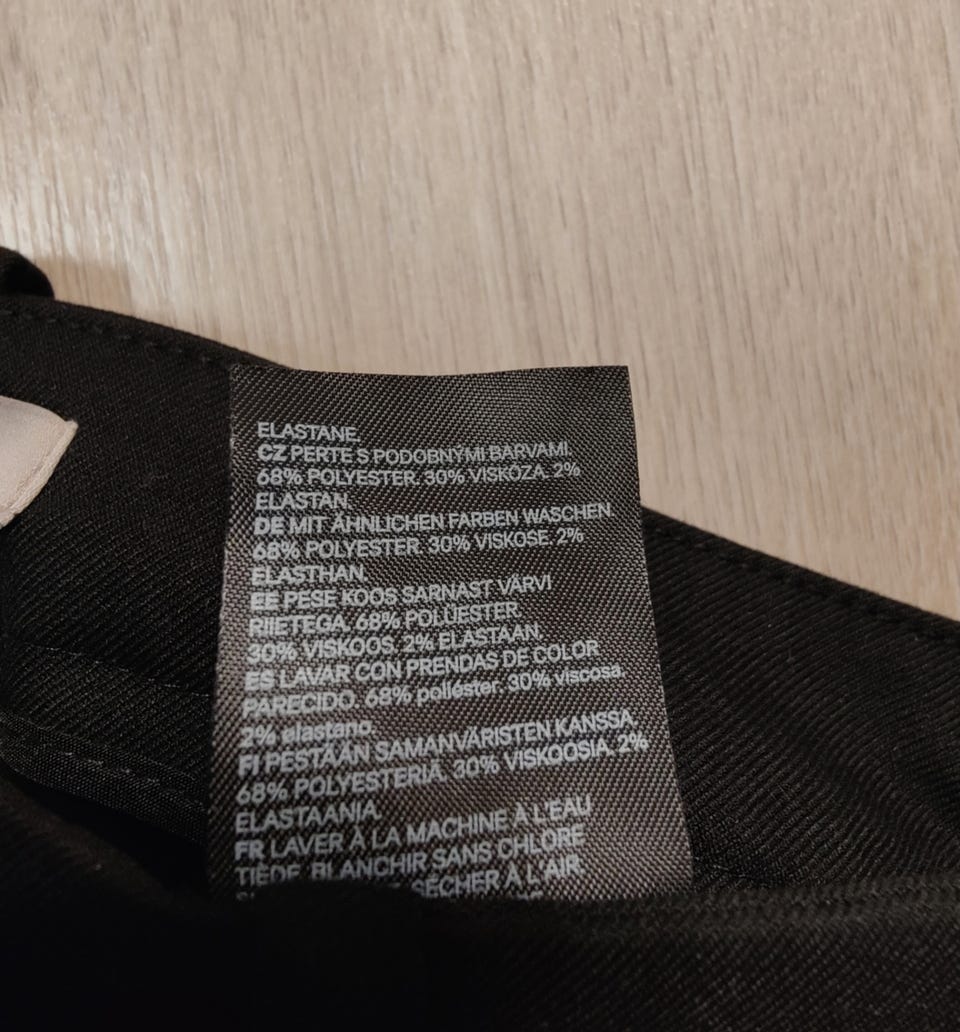 ELASTANE.
CZ PERTE S PODOBNÝMI BARVAMI.
68% POLYESTER. 30% VISKÓZA. 2%
ELASTAN.
DE MIT ÄHNLICHEN FARBEN WASCHEN.
68% POLYESTER. 30% VISKOSE. 2%
ELASTHAN.
EE PESE KOOS SARNAST VÄRVI
RIIETEGA. 68% POLÜESTER.
30% VISKOOS. 2% ELASTAAN.
ES LAVAR CON PRENDAS DE COLOR
PARECIDO. 68% poliéster. 30% viscosa.
2% elastano.
FI PESTÄÄN SAMANVÄRISTEN KANSSA.
68% POLYESTERIÄ. 30% VISKOOSIA. 2%
ELASTAANIA.
FR LAVER À LA MACHINE À L'EAU
TIÈDE. BLANCHIR SANS CHLORE
SÉCHER À L'AIR.